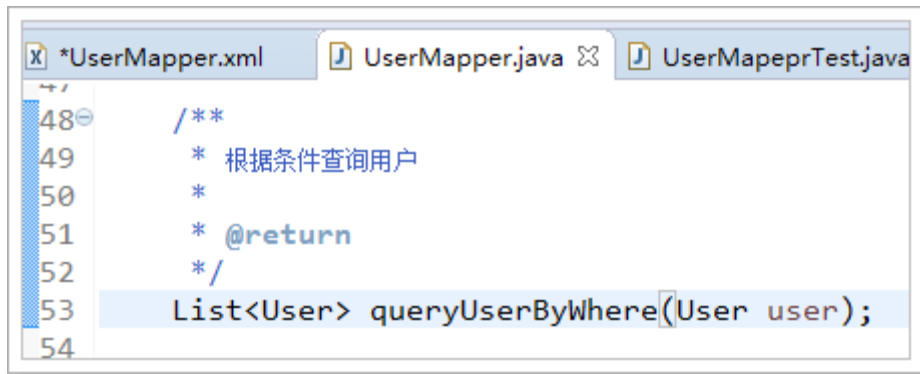 *UserMapper.xml UserMapper.java UserMapeprTest.java
47
48 /**
49 * 根据条件查询用户
50 *
51 * @return
52 */
53 List<User> queryUserByWhere(User user);
54